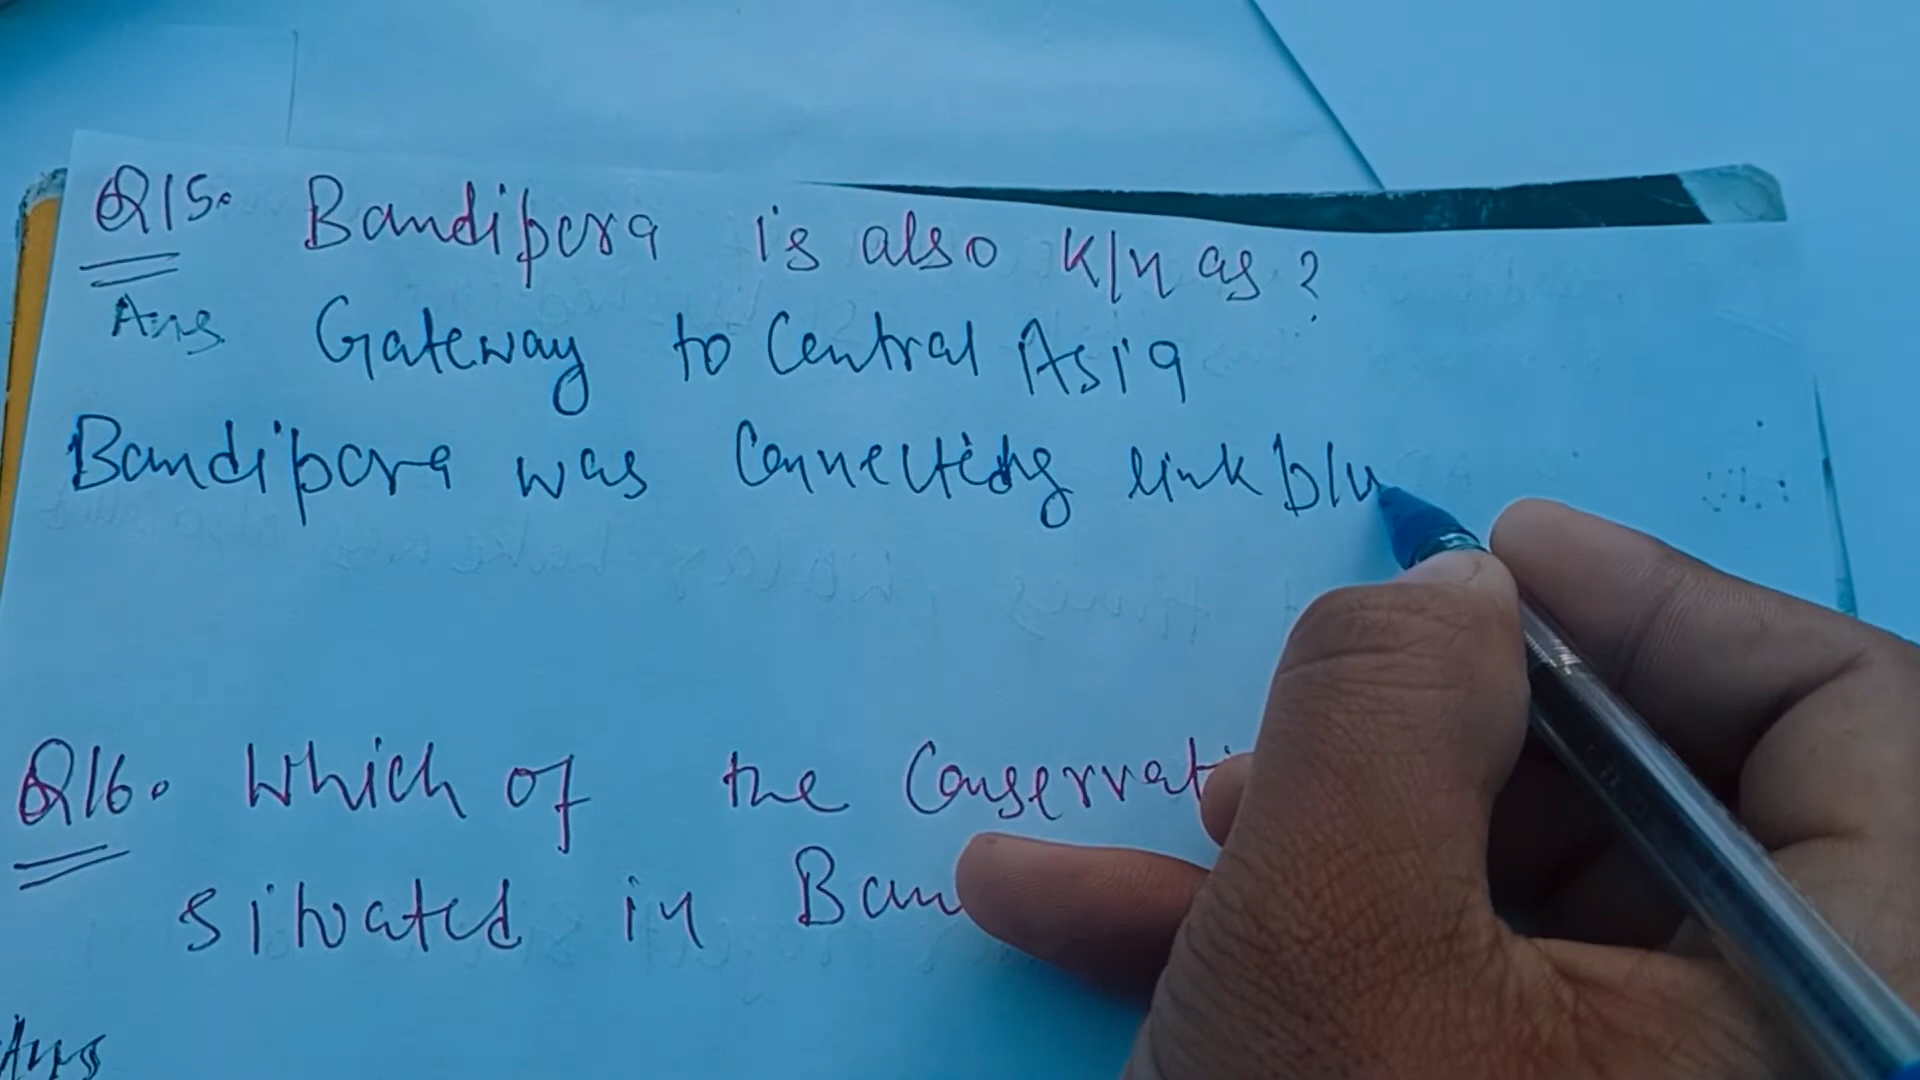 Q15. Bandipora is also K/n as?
Ans Gateway to Central Asia
Bandipora was Connecting link b/w
Q16. Which of the Conservati
situated in Ban
Ans